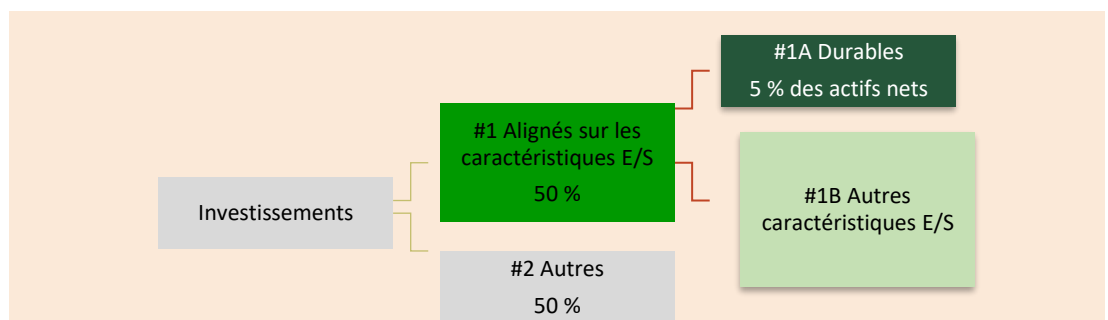 #1A Durables
5 % des actifs nets
#1 Alignés sur les
caractéristiques E/S
50 %
Investissements
#1B Autres
caractéristiques E/S
#2 Autres
50 %